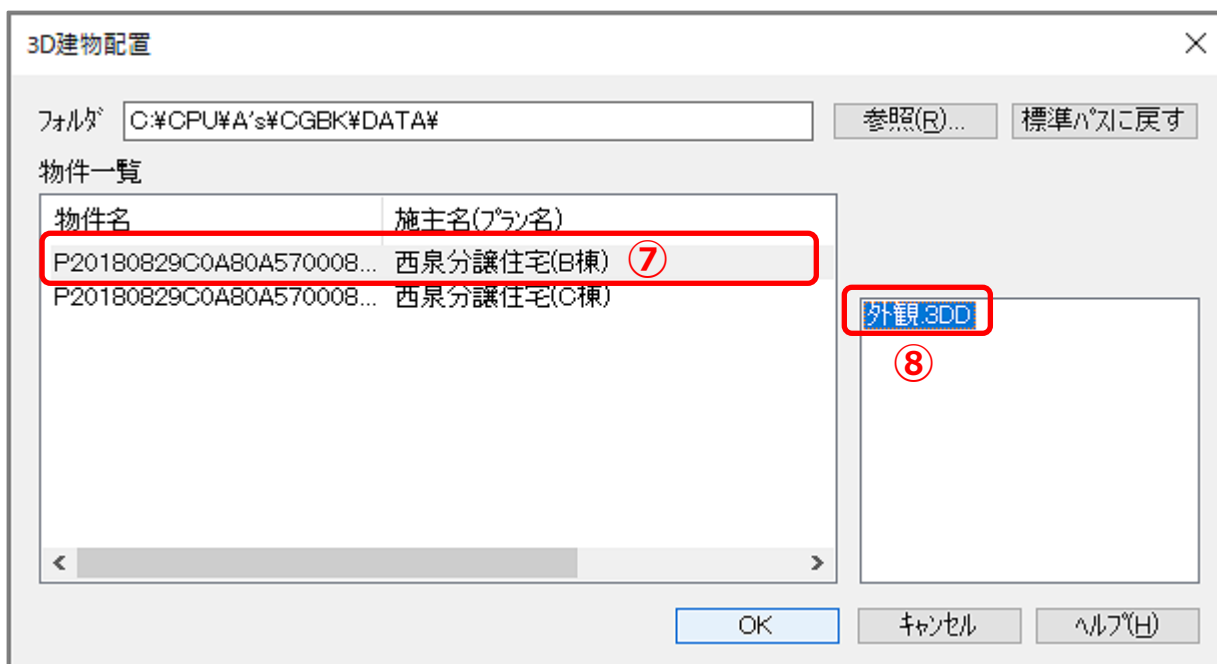 3D建物配置
フォルダ C:¥CPU¥A's¥CGBK¥DATA¥ 参照(R)... 標準パスに戻す
物件一覧
物件名 施主名(プラン名)
P20180829C0A80A570008... 西泉分譲住宅(B棟) ⑦
P20180829C0A80A570008... 西泉分譲住宅(C棟)
外観.3DD
⑧
OK キャンセル ヘルプ(H)